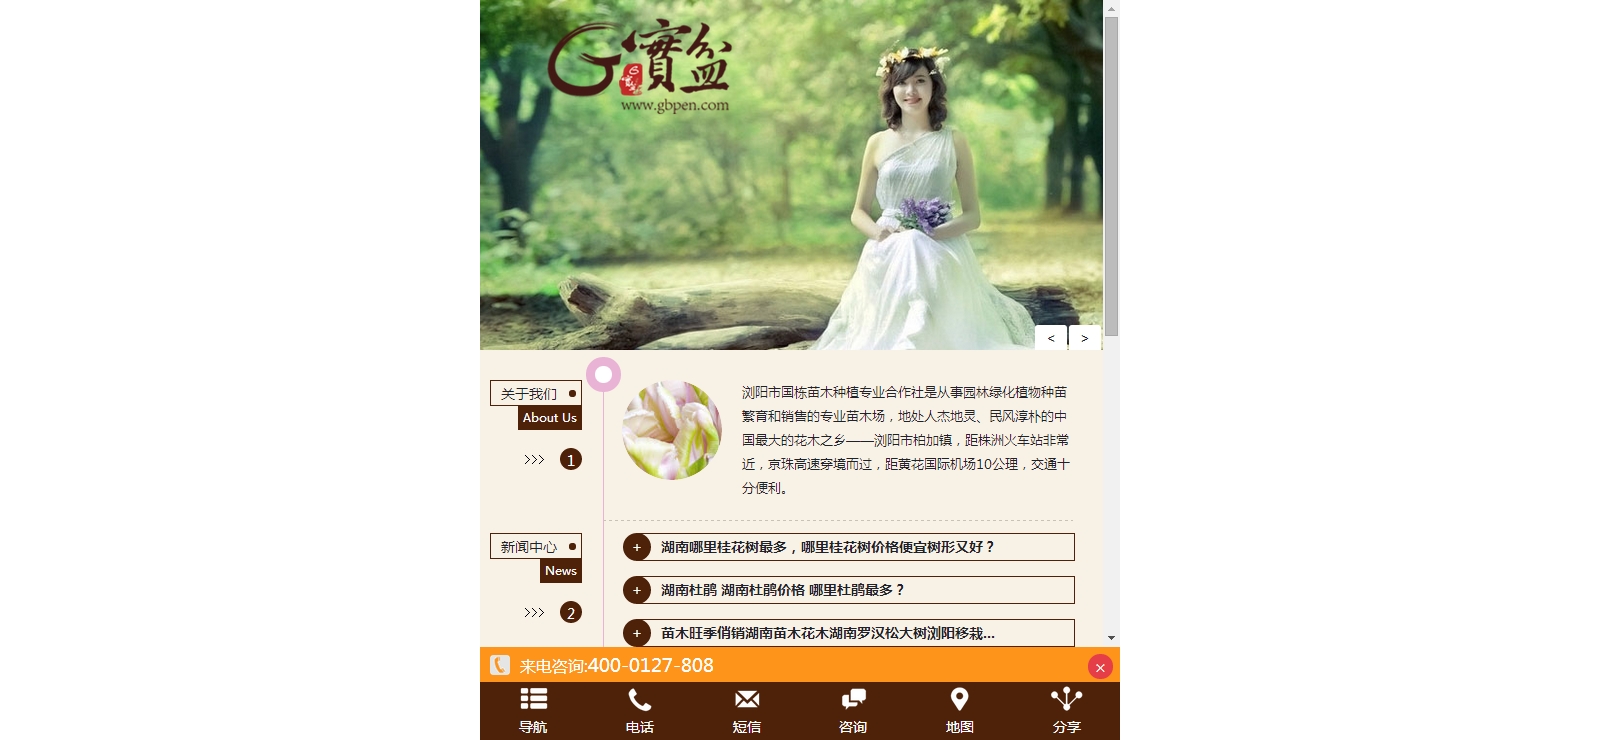 G寶盆
www.gbpen.com
< >
关于我们
About Us
1
浏阳市国栋苗木种植专业合作社是从事园林绿化植物种苗
繁育和销售的专业苗木场，地处人杰地灵、民风淳朴的中
国最大的花木之乡——浏阳市柏加镇，距株洲火车站非常
近，京珠高速穿境而过，距黄花国际机场10公里，交通十
分便利。
新闻中心
News
2
+ 湖南哪里桂花树最多，哪里桂花树价格便宜树形又好？
+ 湖南杜鹃 湖南杜鹃价格 哪里杜鹃最多？
+ 苗木旺季俏销湖南苗木花木湖南罗汉松大树浏阳移栽...
来电咨询:400-0127-808 ×
导航 电话 短信 咨询 地图 分享